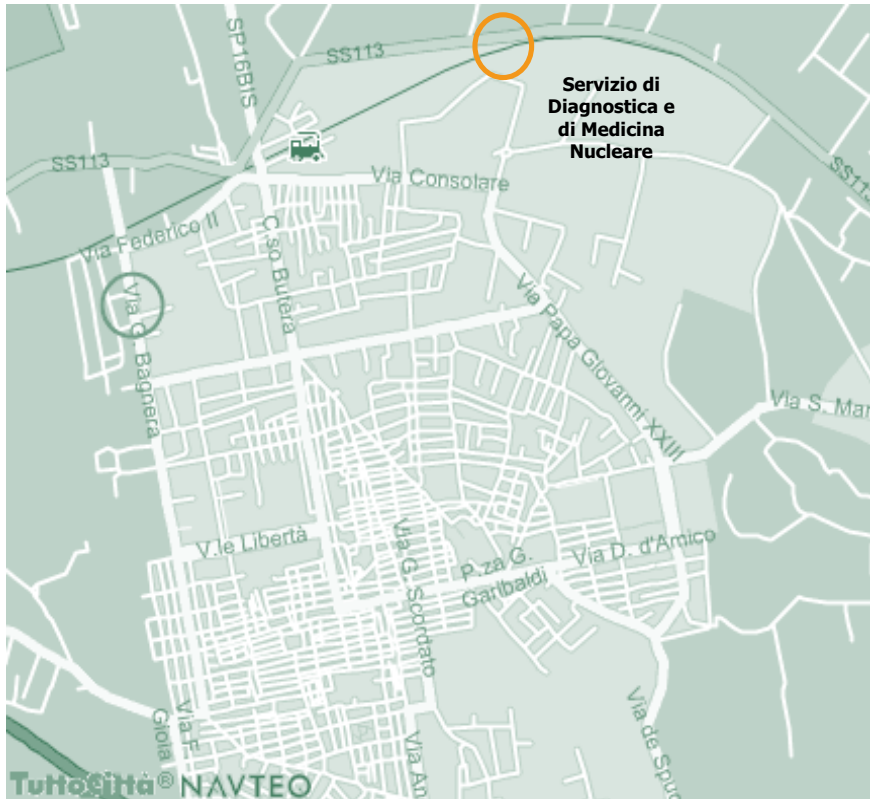 SP16BIS
SS113
Servizio di
Diagnostica e
di Medicina
Nucleare
SS113
SS113
Via Consolare
Via Federico II
C.so Butera
Via G. Bagnera
Via Papa Giovanni XXIII
Via S. Mar
V.le Libertà
Via G. Scordato
P.za G.
Garibaldi
Via D. d'Amico
Via de Spuc
Gioia
Via F.
Via An
TuttoCittà® NAVTEQ